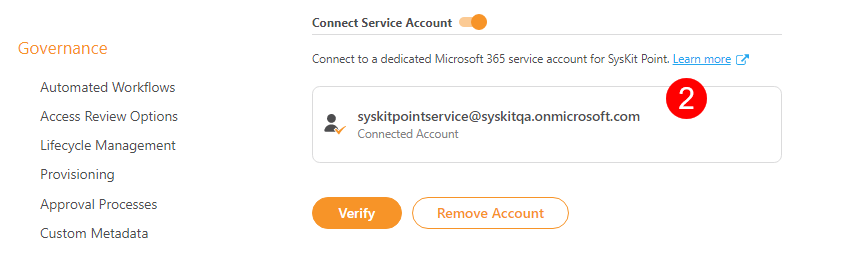 Governance
Automated Workflows
Access Review Options
Lifecycle Management
Provisioning
Approval Processes
Custom Metadata
Connect Service Account
Connect to a dedicated Microsoft 365 service account for SysKit Point. Learn more
2
syskitpointservice@syskitqa.onmicrosoft.com
Connected Account
Verify
Remove Account